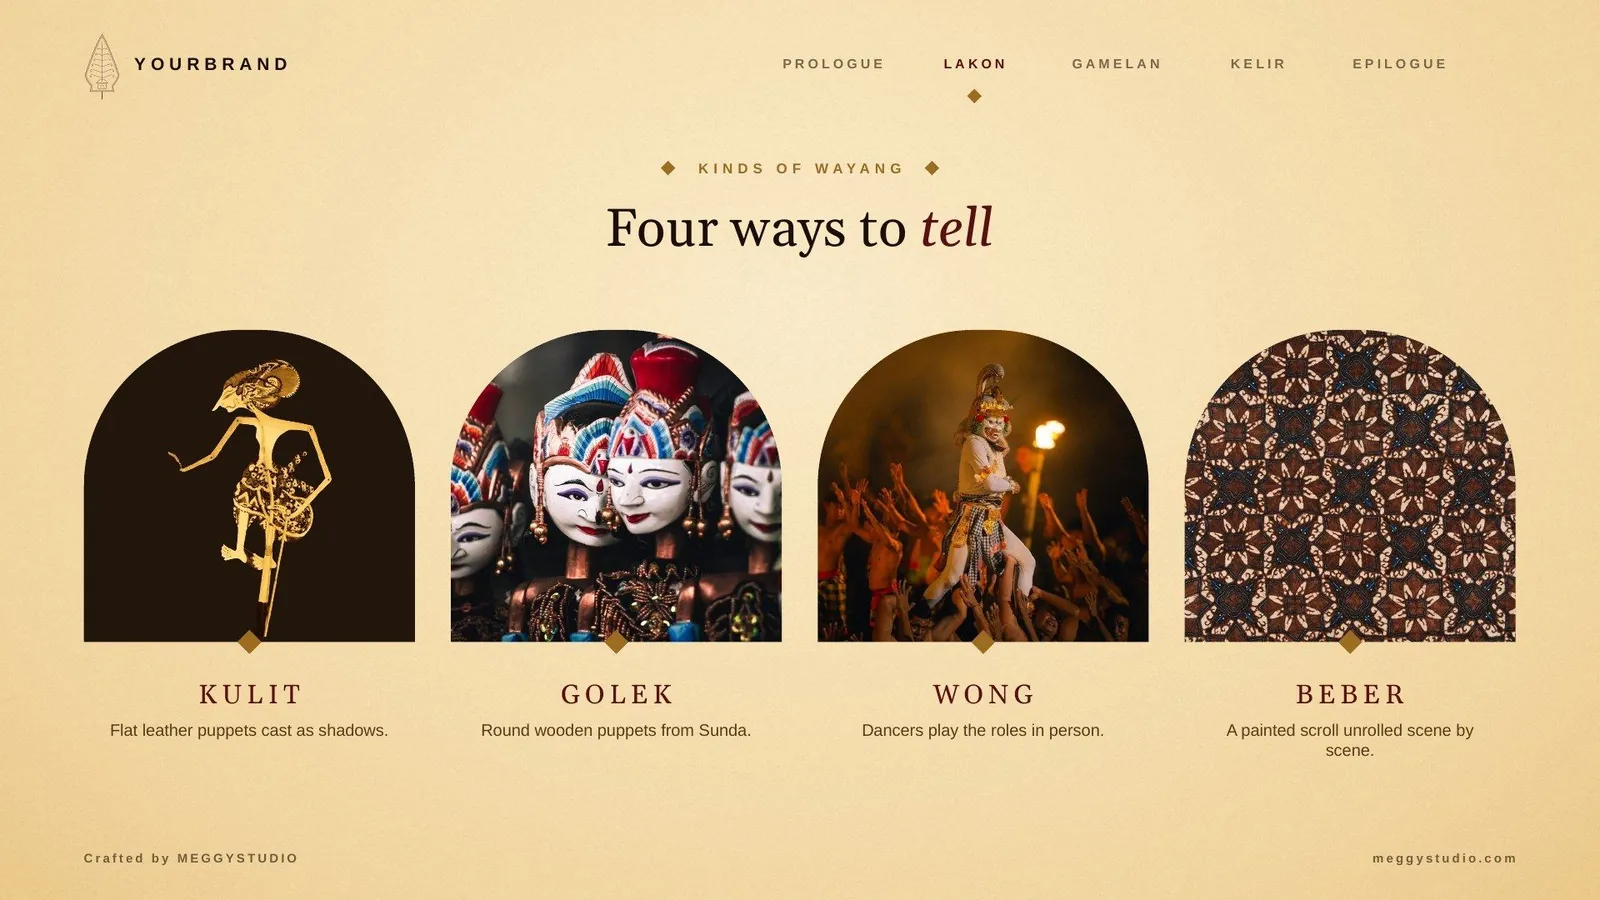 YOURBRAND
PROLOGUE
LAKON
GAMELAN
KELIR
EPILOGUE
KINDS OF WAYANG
Four ways to tell
KULIT
Flat leather puppets cast as shadows.
GOLEK
Round wooden puppets from Sunda.
WONG
Dancers play the roles in person.
BEBER
A painted scroll unrolled scene by
scene.
Crafted by MEGGYSTUDIO
meggystudio.com